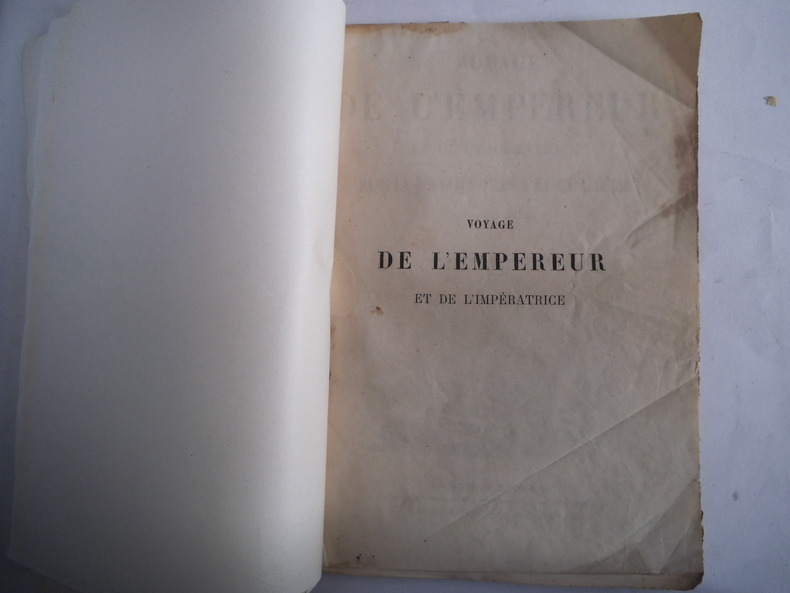 VOYAGE
DE L'EMPEREUR
ET DE L'IMPÉRATRICE